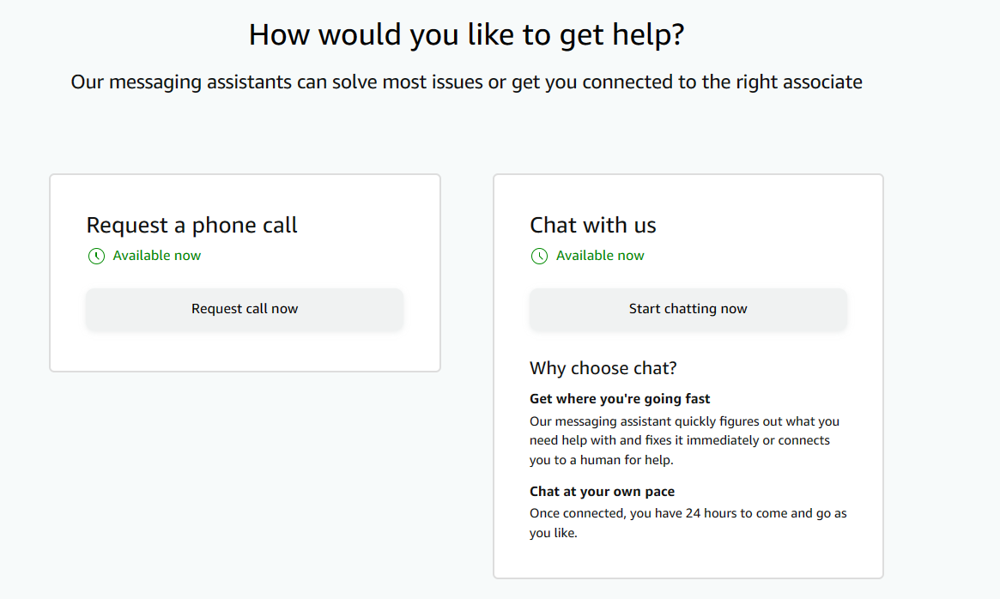 How would you like to get help?
Our messaging assistants can solve most issues or get you connected to the right associate
Request a phone call
Available now
Request call now
Chat with us
Available now
Start chatting now
Why choose chat?
Get where you're going fast
Our messaging assistant quickly figures out what you
need help with and fixes it immediately or connects
you to a human for help.
Chat at your own pace
Once connected, you have 24 hours to come and go as
you like.